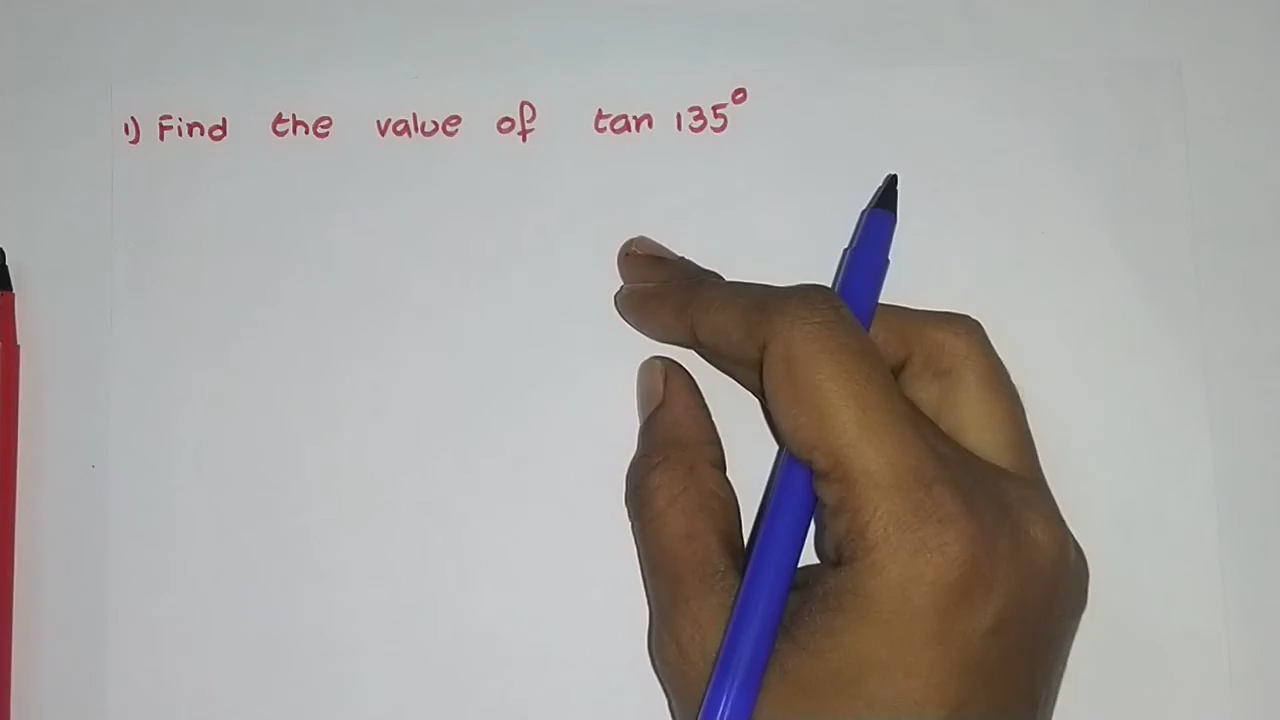 1) Find the value of tan 135°